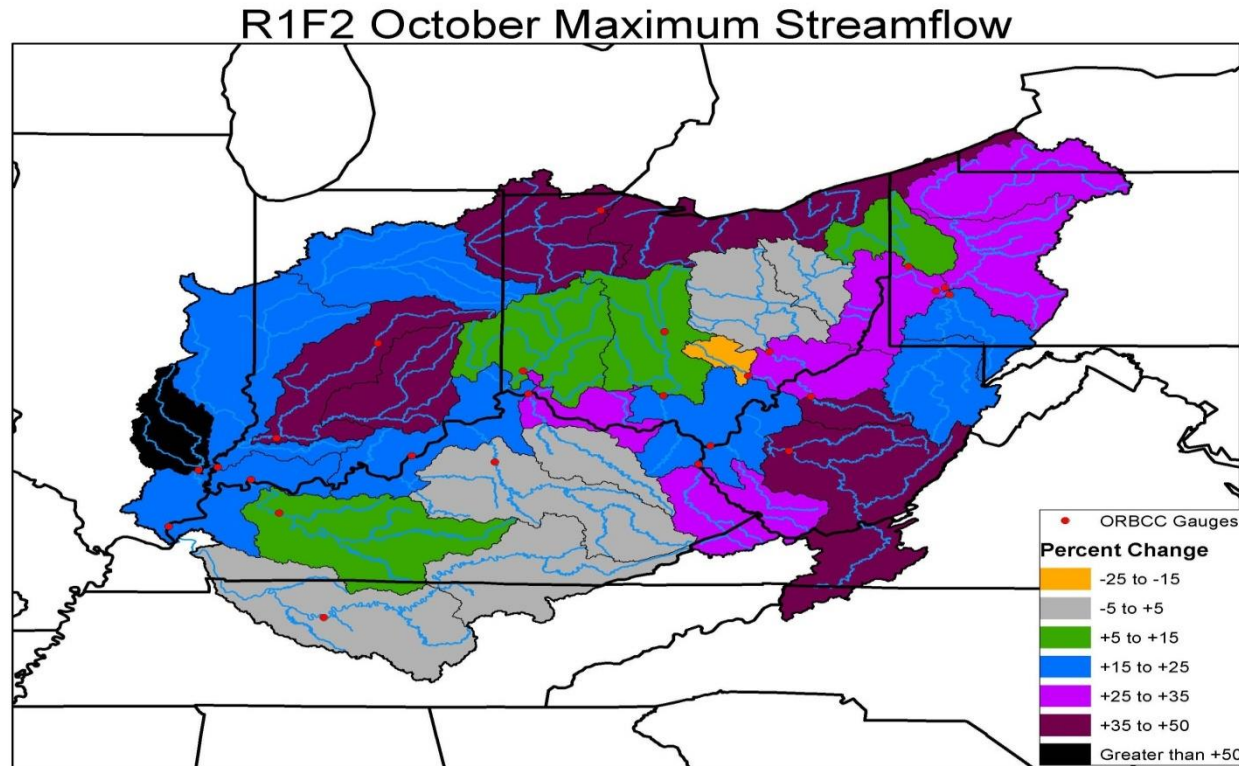 R1F2 October Maximum Streamflow
ORBCC Gauges
Percent Change
-25 to -15
-5 to +5
+5 to +15
+15 to +25
+25 to +35
+35 to +50
Greater than +50